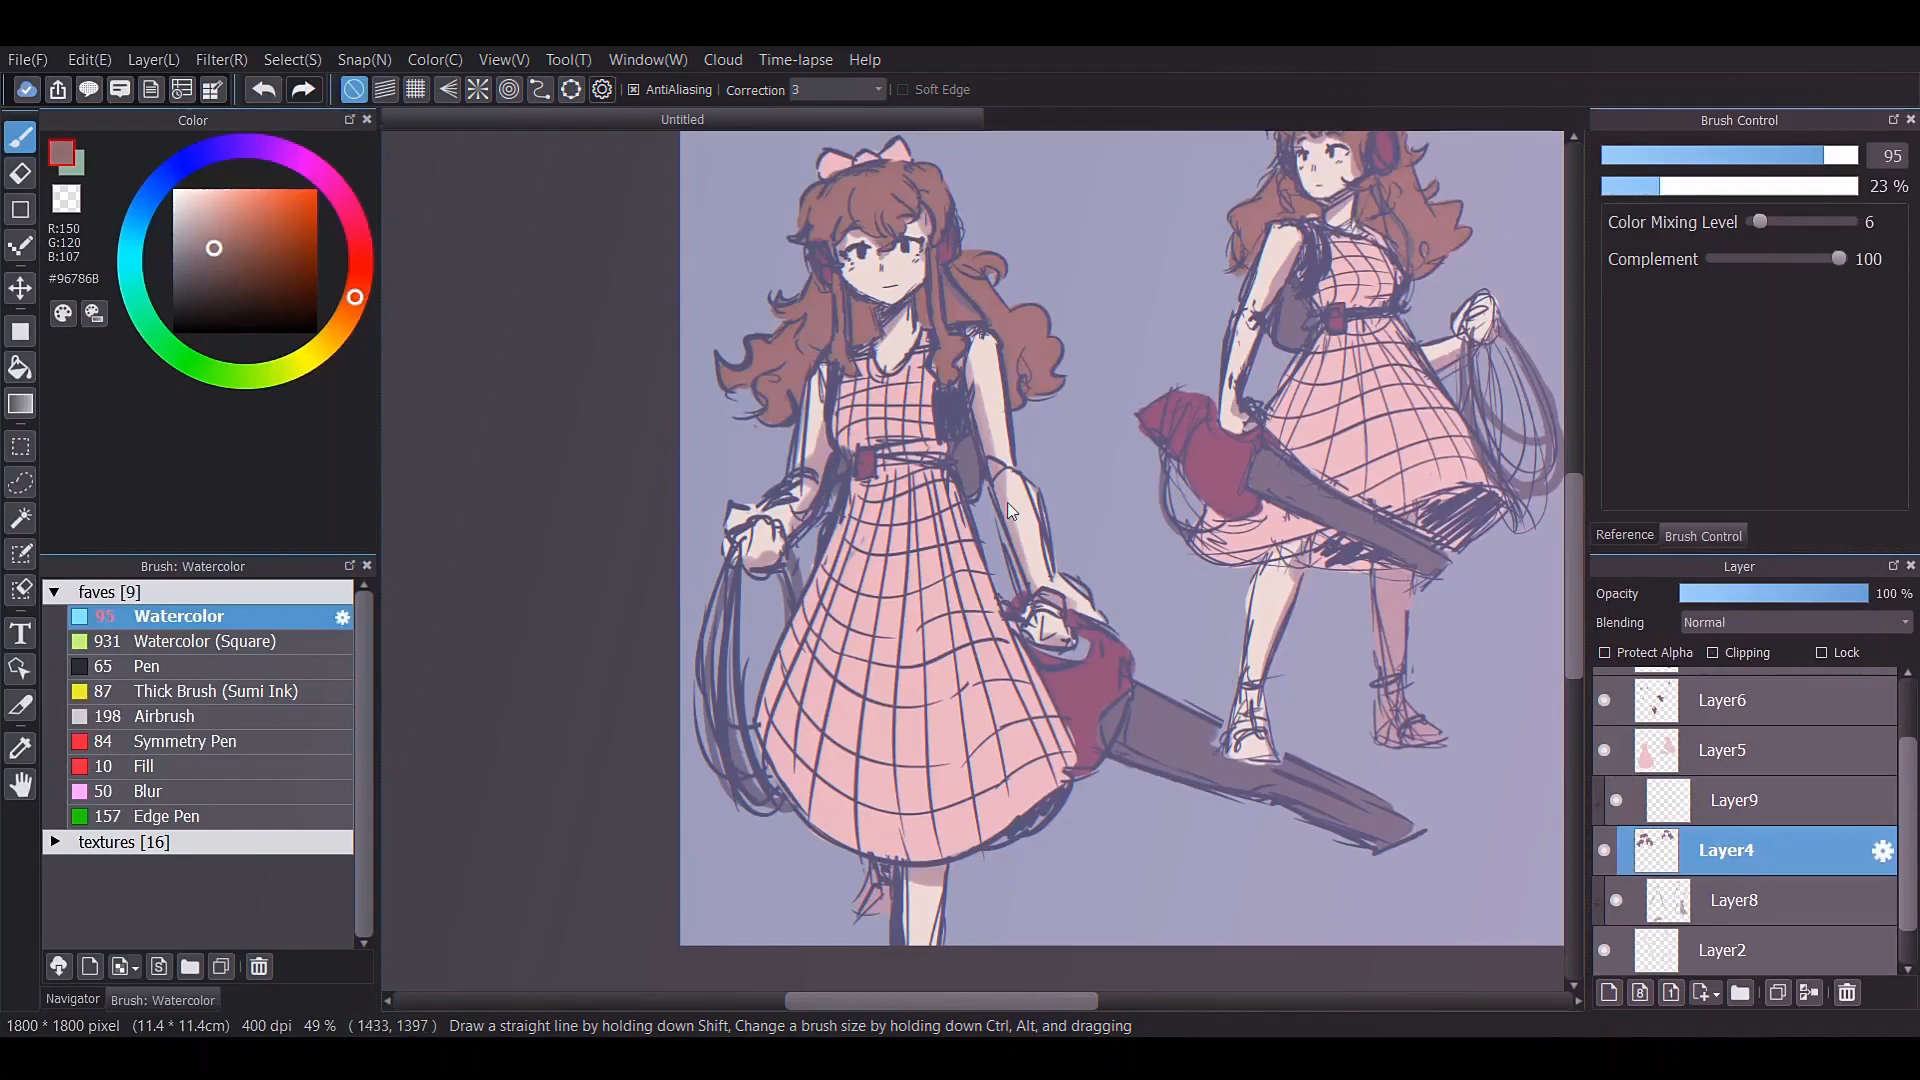 File(F) Edit(E) Layer(L) Filter(R) Select(S) Snap(N) Color(C) View(V) Tool(T) Window(W) Cloud Time-lapse Help
AntiAliasing Correction 3 Soft Edge
Color
Untitled
Brush Control
R:150
G:120
B:107
#96786B
95
23 %
Color Mixing Level 6
Complement 100
Reference Brush Control
Brush: Watercolor
faves [9]
95 Watercolor
931 Watercolor (Square)
65 Pen
87 Thick Brush (Sumi Ink)
198 Airbrush
84 Symmetry Pen
10 Fill
50 Blur
157 Edge Pen
textures [16]
Navigator Brush: Watercolor
Layer
Opacity 100 %
Blending Normal
Protect Alpha Clipping Lock
Layer6
Layer5
Layer9
Layer4
Layer8
Layer2
1800 * 1800 pixel (11.4 * 11.4cm) 400 dpi 49 % ( 1433, 1397 ) Draw a straight line by holding down Shift, Change a brush size by holding down Ctrl, Alt, and dragging